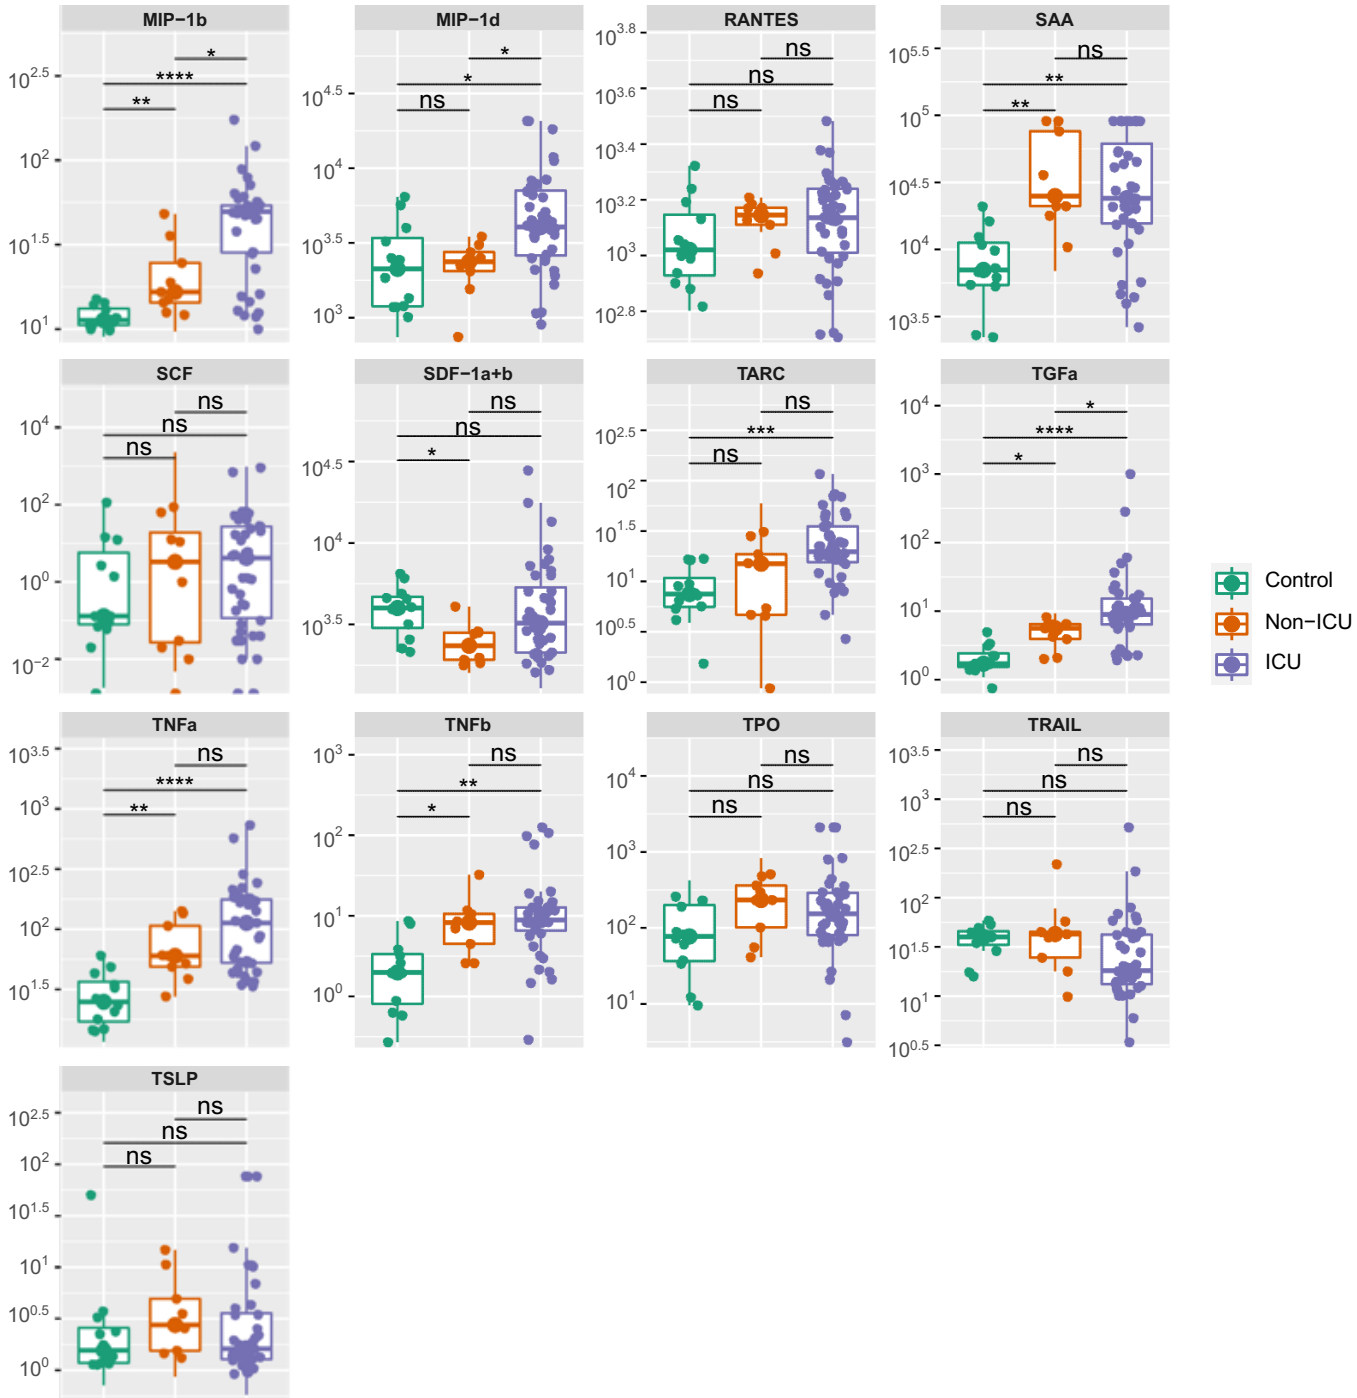 MIP-1b
MIP-1d
RANTES
SAA
10^2.5
10^2
10^1.5
10^1
*
****
**
10^4.5
10^4
10^3.5
10^3
*
*
ns
10^3.8
10^3.6
10^3.4
10^3.2
10^3
10^2.8
ns
ns
ns
10^5.5
10^5
10^4.5
10^4
10^3.5
ns
**
**
SCF
SDF-1a+b
TARC
TGFa
10^4
10^2
10^0
10^-2
ns
ns
ns
10^4.5
10^4
10^3.5
ns
ns
*
10^2.5
10^2
10^1.5
10^1
10^0.5
10^0
ns
***
ns
10^4
10^3
10^2
10^1
10^0
*
****
*
Control
Non-ICU
ICU
TNFa
TNFb
TPO
TRAIL
10^3.5
10^3
10^2.5
10^2
10^1.5
ns
****
**
10^3
10^2
10^1
10^0
ns
**
*
10^4
10^3
10^2
10^1
ns
ns
ns
10^3.5
10^3
10^2.5
10^2
10^1.5
10^1
10^0.5
ns
ns
ns
TSLP
10^2.5
10^2
10^1.5
10^1
10^0.5
10^0
ns
ns
ns